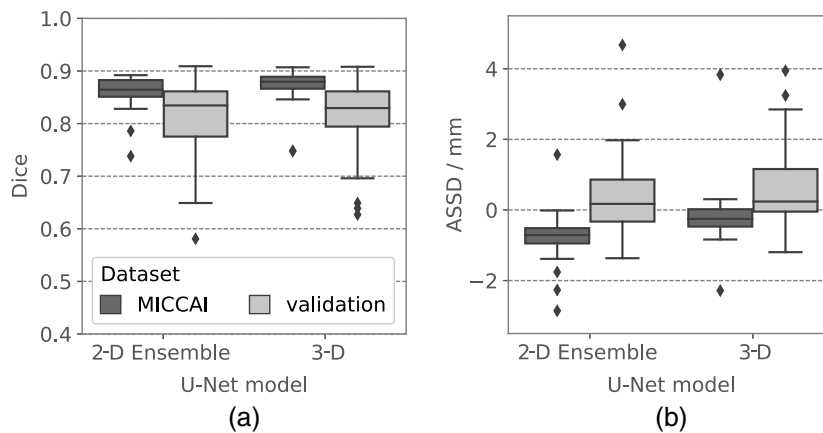 1.0
0.9
0.8
0.7
0.6
0.5
0.4
Dice
Dataset
MICCAI validation
2-D Ensemble 3-D
U-Net model
(a)
4
2
0
−2
ASSD / mm
2-D Ensemble 3-D
U-Net model
(b)